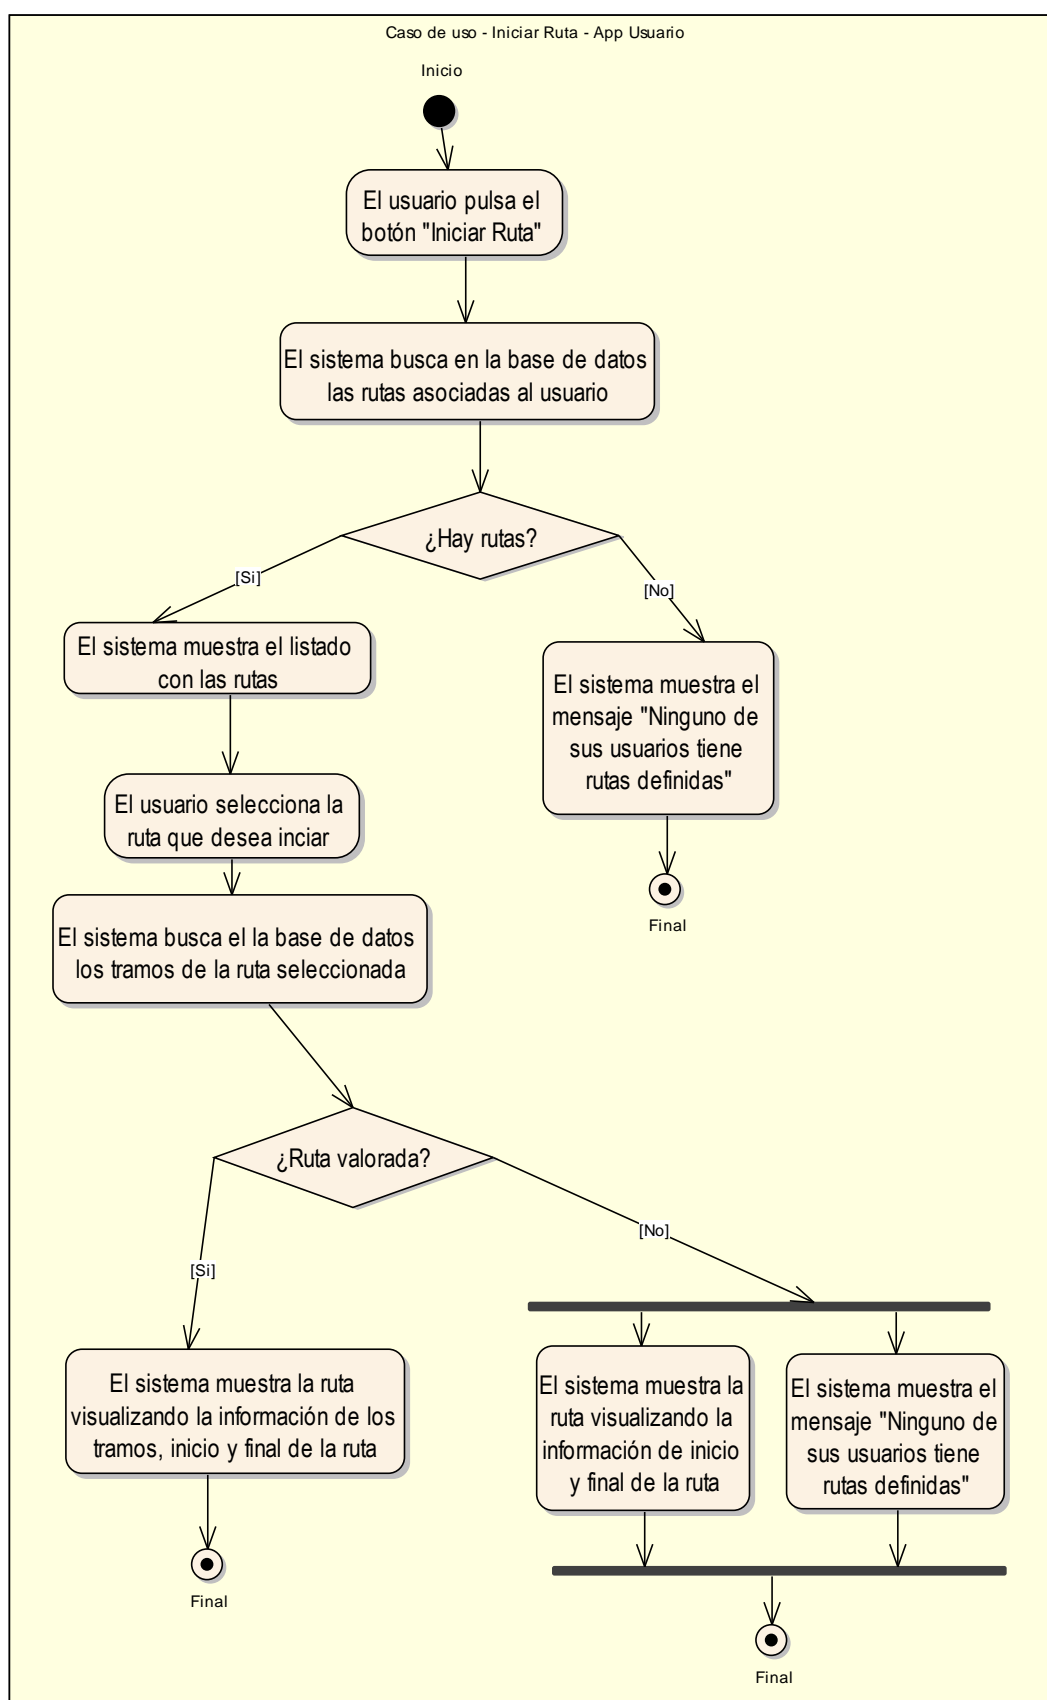 Caso de uso - Iniciar Ruta - App Usuario
Inicio
El usuario pulsa el
botón "Iniciar Ruta"
El sistema busca en la base de datos
las rutas asociadas al usuario
¿Hay rutas?
[Si]
[No]
El sistema muestra el listado
con las rutas
El sistema muestra el
mensaje "Ninguno de
sus usuarios tiene
rutas definidas"
El usuario selecciona la
ruta que desea inciar
Final
El sistema busca el la base de datos
los tramos de la ruta seleccionada
¿Ruta valorada?
[Si]
[No]
El sistema muestra la ruta
visualizando la información de los
tramos, inicio y final de la ruta
El sistema muestra la
ruta visualizando la
información de inicio
y final de la ruta
El sistema muestra el
mensaje "Ninguno de
sus usuarios tiene
rutas definidas"
Final
Final